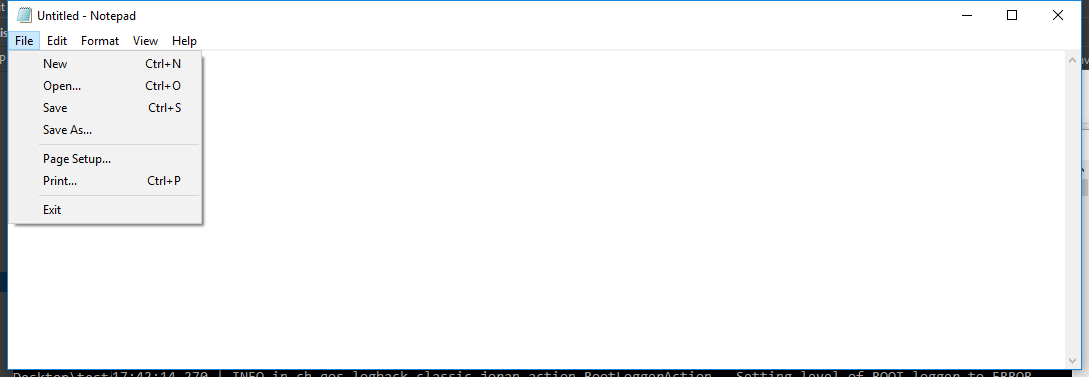 Untitled - Notepad
File Edit Format View Help
New Ctrl+N
Open... Ctrl+O
Save Ctrl+S
Save As...
Page Setup...
Print... Ctrl+P
Exit
Desktop\test 17:42:14,270 | INFO in ch.qos.logback.classic.joran.action.RootLoggerAction - Setting level of ROOT logger to ERROR